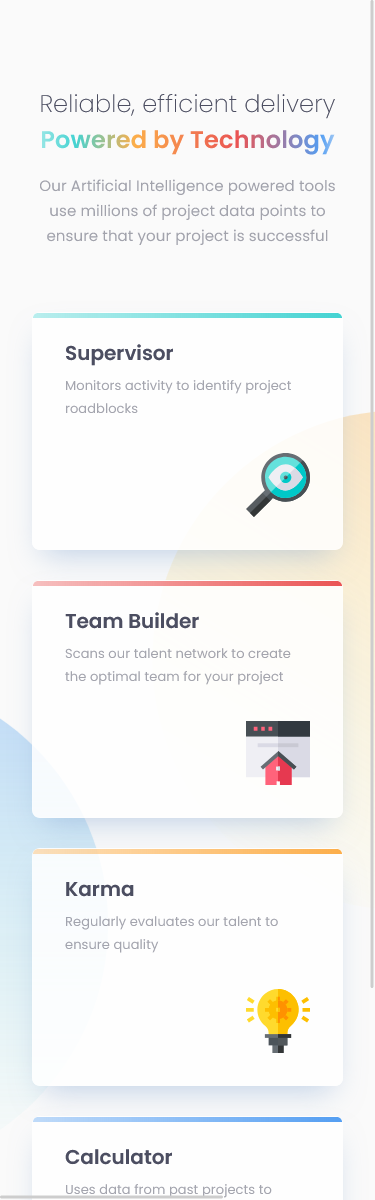 Reliable, efficient delivery
Powered by Technology
Our Artificial Intelligence powered tools
use millions of project data points to
ensure that your project is successful
Supervisor
Monitors activity to identify project
roadblocks
Team Builder
Scans our talent network to create
the optimal team for your project
Karma
Regularly evaluates our talent to
ensure quality
Calculator
Uses data from past projects to